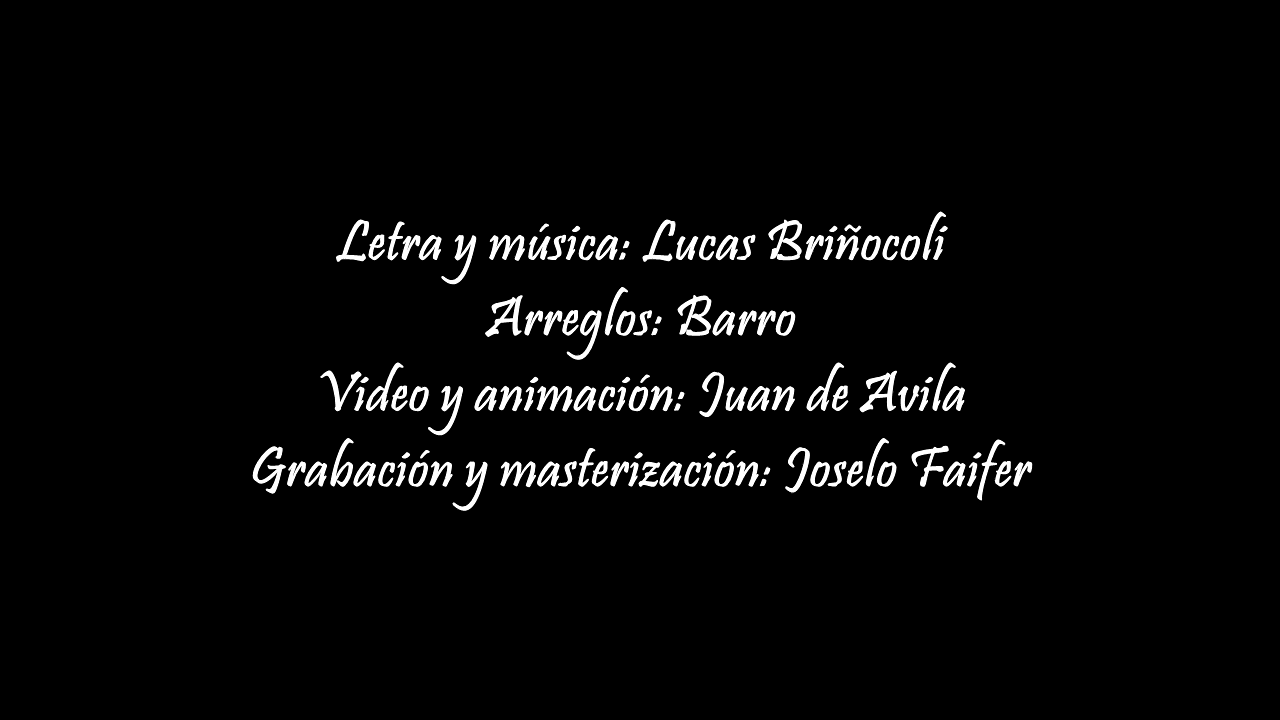 Letra y música: Lucas Briñocoli
Arreglos: Barro
Video y animación: Juan de Avila
Grabación y masterización: Joselo Faifer